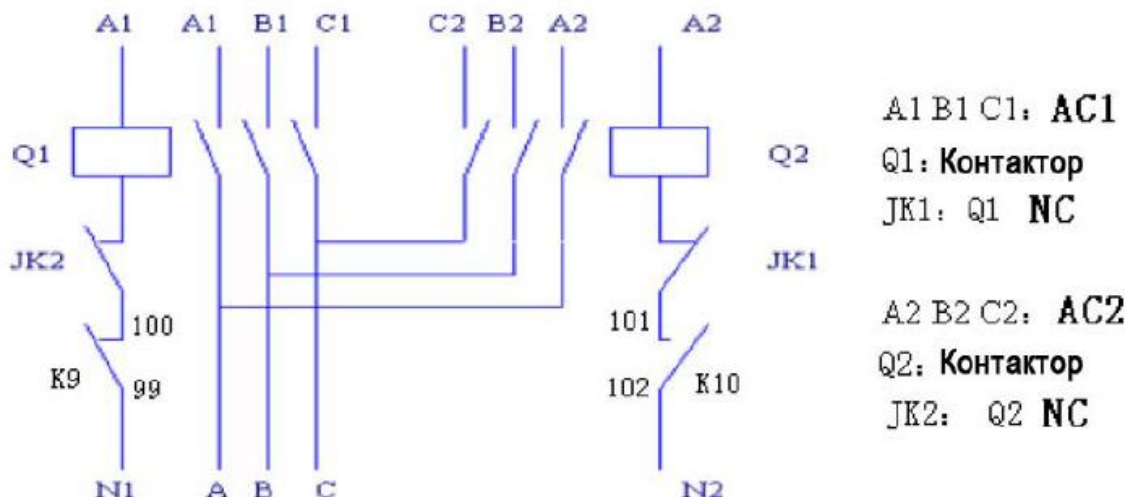 A1 A1 B1 C1 C2 B2 A2 A2
Q1 Q2
JK2 JK1
100 101
K9 99 102 K10
N1 A B C N2
A1 B1 C1: AC1
Q1: Контактор
JK1: Q1 NC
A2 B2 C2: AC2
Q2: Контактор
JK2: Q2 NC